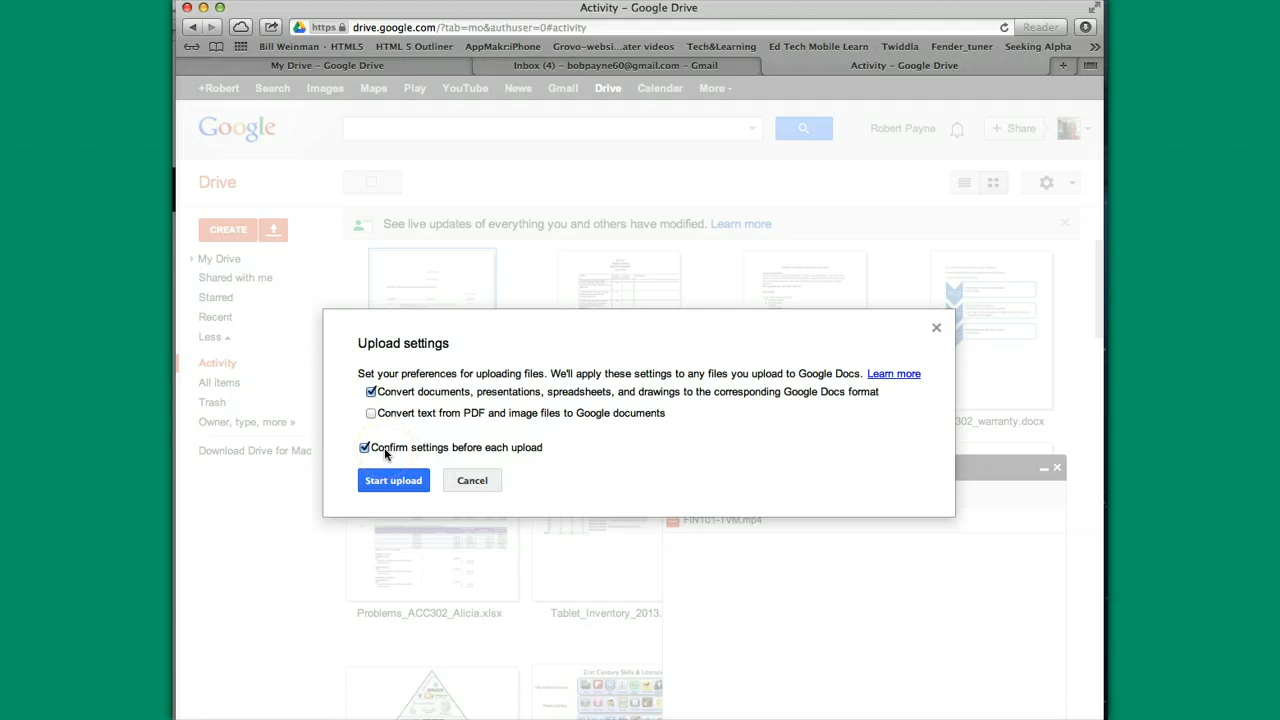 Activity – Google Drive
https drive.google.com/?tab=mo&authuser=0#activity
Reader
Bill Weinman · HTML5 HTML 5 Outliner AppMakr:iPhone Grovo-websi...ater videos Tech&Learning Ed Tech Mobile Learn Twiddla Fender_tuner Seeking Alpha
My Drive – Google Drive
Inbox (4) – bobpayne60@gmail.com – Gmail
Activity – Google Drive
+Robert Search Images Maps Play YouTube News Gmail Drive Calendar More
Google
Robert Payne
+ Share
Drive
CREATE
See live updates of everything you and others have modified. Learn more
My Drive
Shared with me
Starred
Recent
Less
Activity
All items
Trash
Owner, type, more »
Download Drive for Mac
Upload settings
Set your preferences for uploading files. We'll apply these settings to any files you upload to Google Docs. Learn more
Convert documents, presentations, spreadsheets, and drawings to the corresponding Google Docs format
Convert text from PDF and image files to Google documents
Confirm settings before each upload
Start upload
Cancel
302_warranty.docx
FIN101-TVM.mp4
Problems_ACC302_Alicia.xlsx
Tablet_Inventory_2013.
21st Century Skills & Literacie